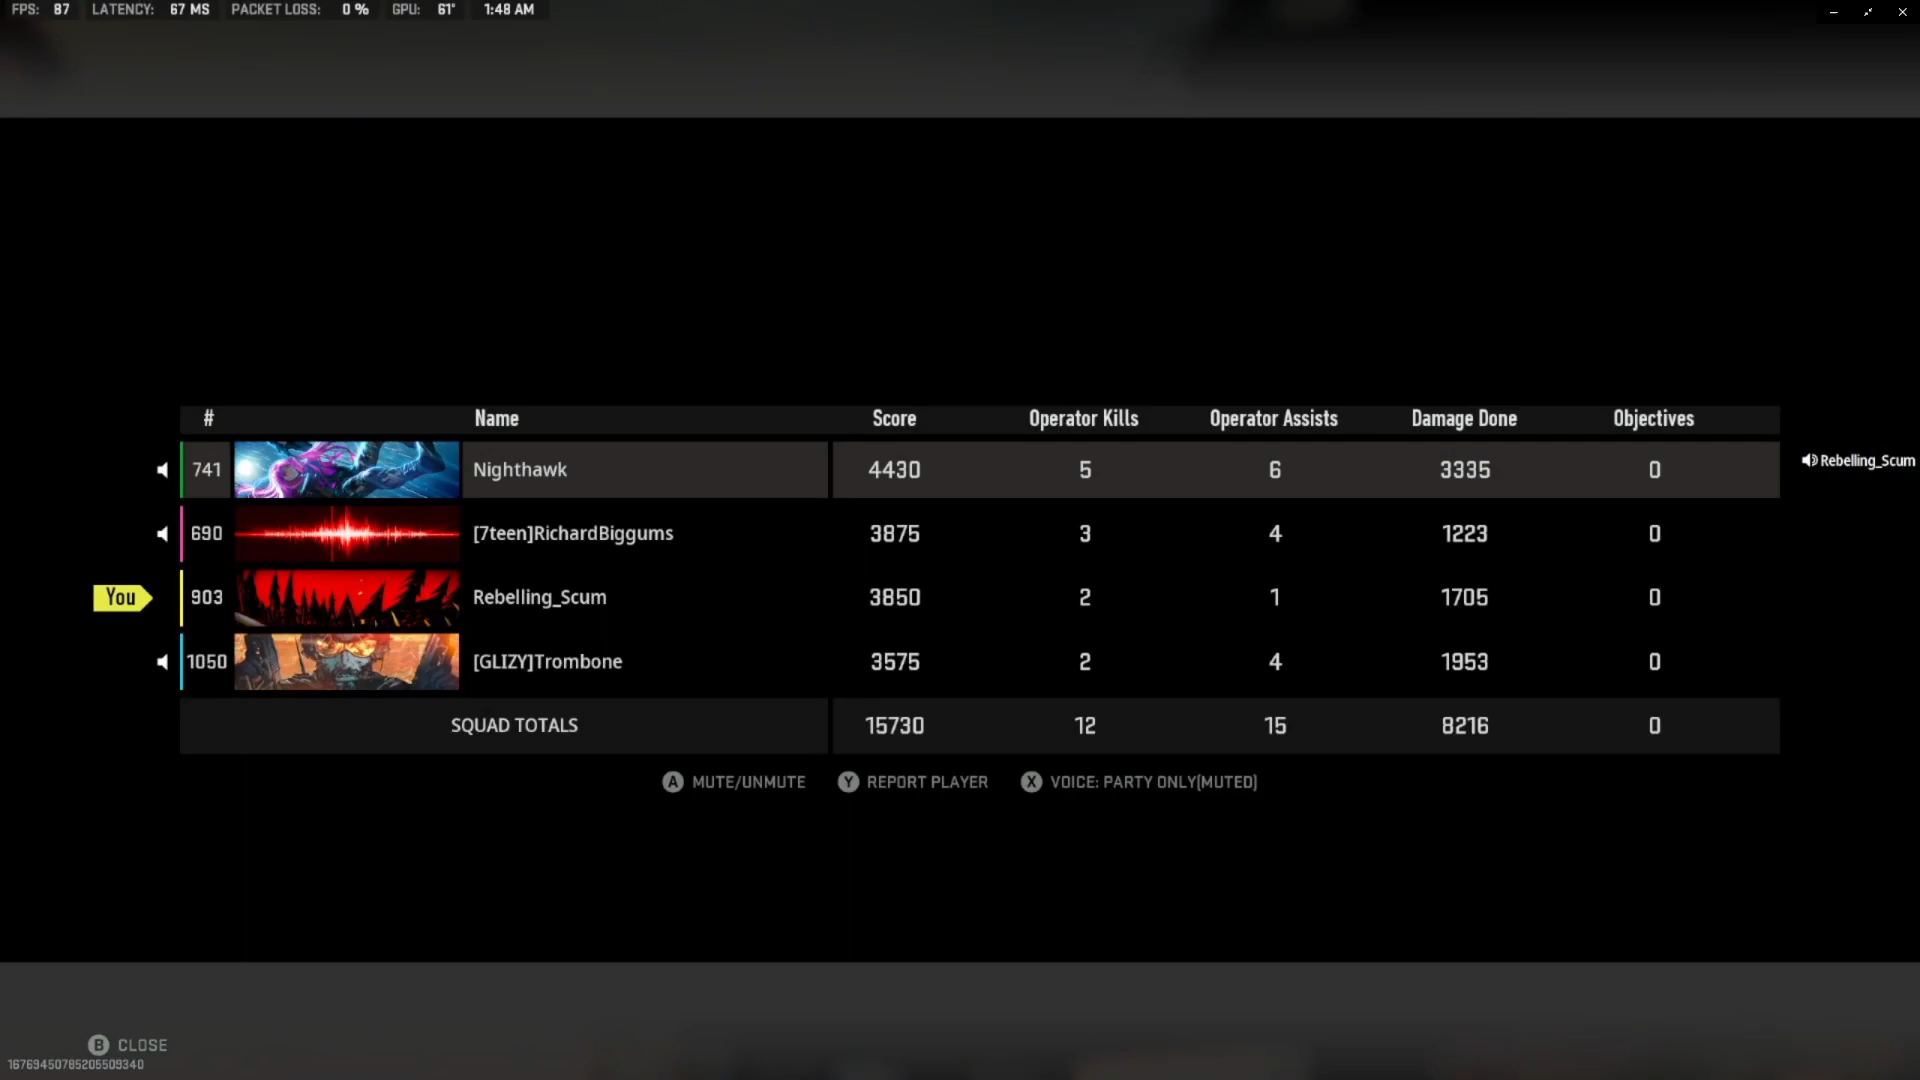 FPS: 87 LATENCY: 67 MS PACKET LOSS: 0 % GPU: 61° 1:48 AM
# Name Score Operator Kills Operator Assists Damage Done Objectives
741 Nighthawk 4430 5 6 3335 0
Rebelling_Scum
690 [7teen]RichardBiggums 3875 3 4 1223 0
You 903 Rebelling_Scum 3850 2 1 1705 0
1050 [GLIZY]Trombone 3575 2 4 1953 0
SQUAD TOTALS 15730 12 15 8216 0
A MUTE/UNMUTE Y REPORT PLAYER X VOICE: PARTY ONLY(MUTED)
B CLOSE
16769450785205509340